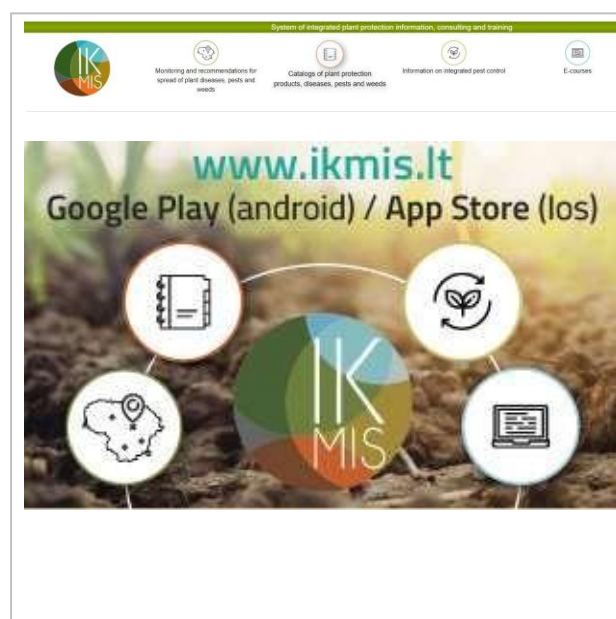 System of integrated plant protection information, consulting and training
IK
MIS
Monitoring and recommendations for
spread of plant diseases, pests and
weeds
Catalogs of plant protection
products, diseases, pests and weeds
Information on integrated pest control
E-courses
www.ikmis.lt
Google Play (android) / App Store (Ios)
IK
MIS